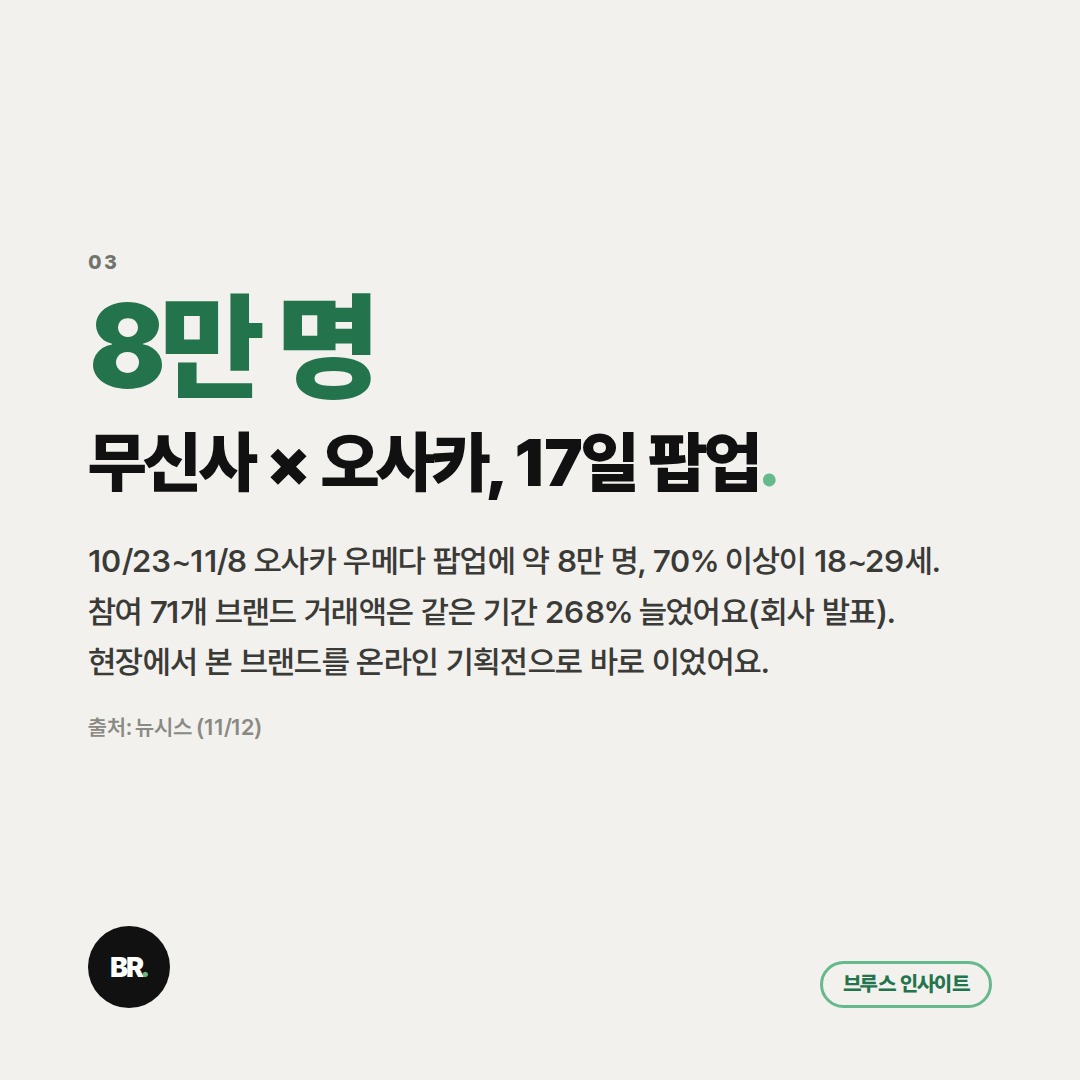 03
8만 명
무신사 × 오사카, 17일 팝업.
10/23~11/8 오사카 우메다 팝업에 약 8만 명, 70% 이상이 18~29세.
참여 71개 브랜드 거래액은 같은 기간 268% 늘었어요(회사 발표).
현장에서 본 브랜드를 온라인 기획전으로 바로 이었어요.
출처: 뉴시스 (11/12)
BR.
브루스 인사이트